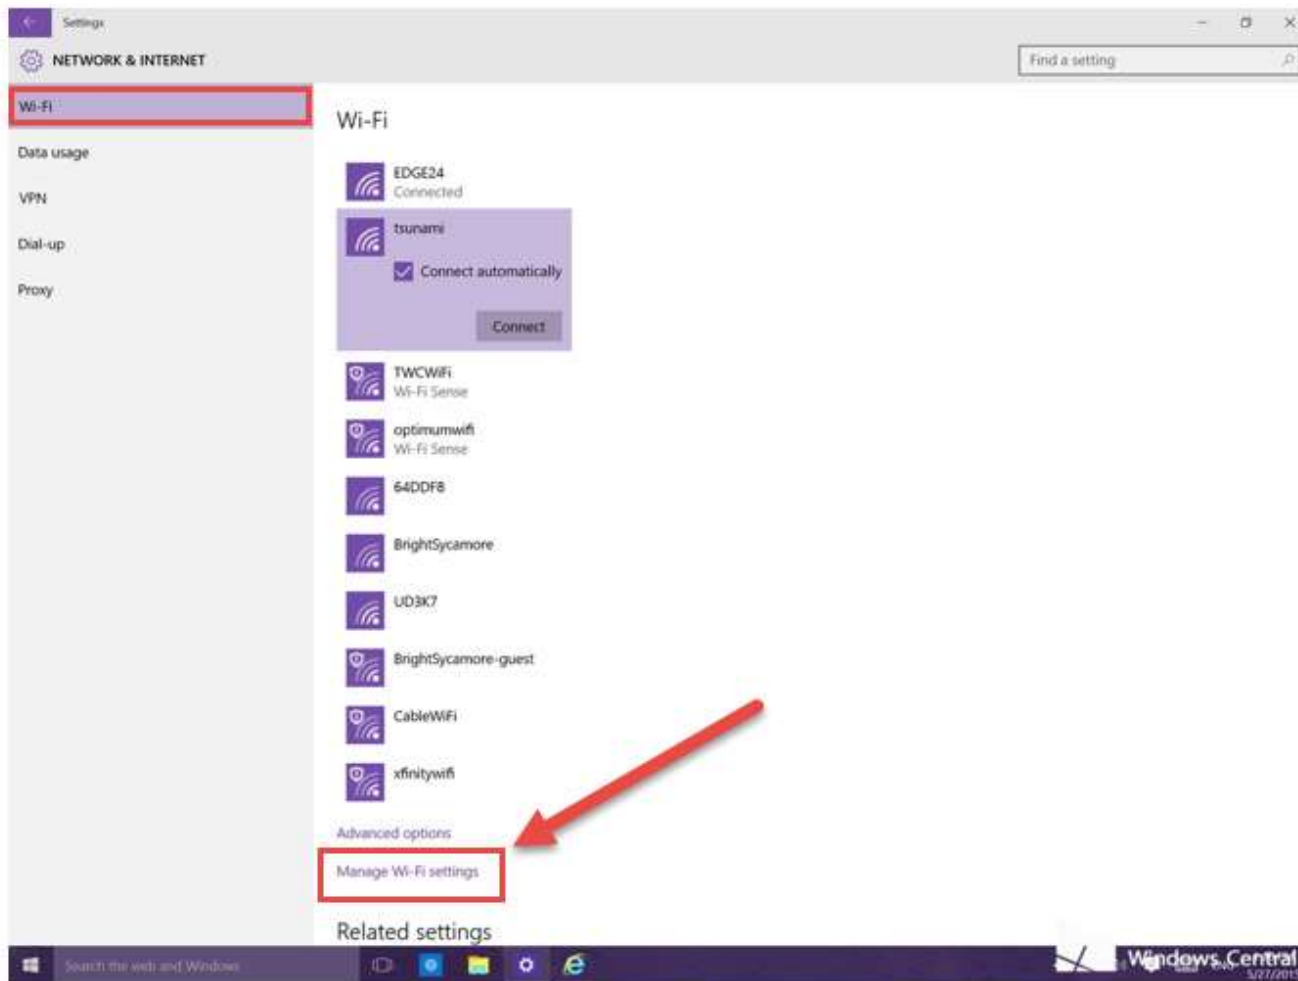 Settings
NETWORK & INTERNET
Find a setting
Wi-Fi
Data usage
VPN
Dial-up
Proxy
Wi-Fi
EDGE24
Connected
tsunami
Connect automatically
Connect
TWCWiFi
Wi-Fi Sense
optimumwifi
Wi-Fi Sense
64DDF8
BrightSycamore
UD3K7
BrightSycamore-guest
CableWiFi
xfinitywifi
Advanced options
Manage Wi-Fi settings
Related settings
Search the web and Windows
Windows Central